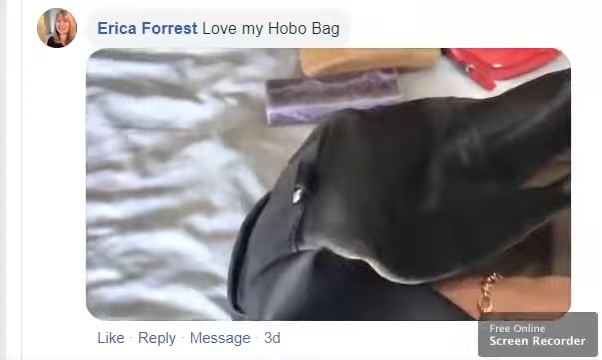 Erica Forrest Love my Hobo Bag
Like · Reply · Message · 3d
Free Online
Screen Recorder